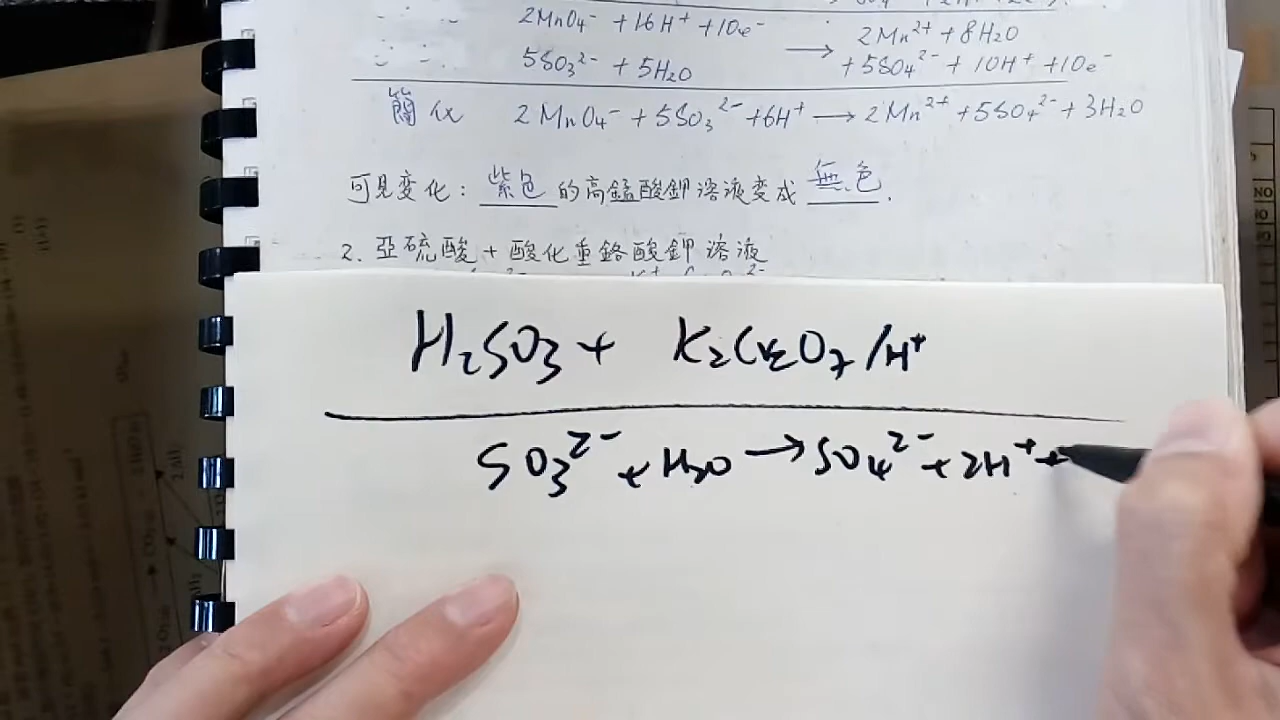 2MnO₄⁻ + 16H⁺ + 10e⁻ → 2Mn²⁺ + 8H₂O
5SO₃²⁻ + 5H₂O + 5SO₄²⁻ + 10H⁺ + 10e⁻
簡化 2MnO₄⁻ + 5SO₃²⁻ + 6H⁺ → 2Mn²⁺ + 5SO₄²⁻ + 3H₂O
可見变化：紫色的高錳酸鉀溶液变成無色.
2. 亞硫酸 + 酸化重鉻酸鉀溶液
H₂SO₃ + K₂Cr₂O₇/H⁺
SO₃²⁻ + H₂O → SO₄²⁻ + 2H⁺ +